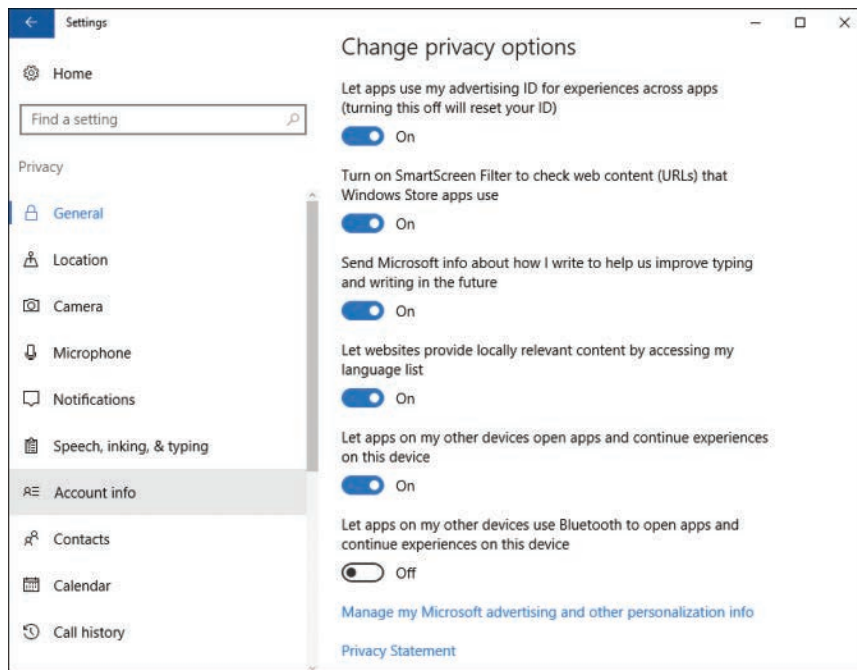 Settings
Home
Find a setting
Privacy
General
Location
Camera
Microphone
Notifications
Speech, inking, & typing
Account info
Contacts
Calendar
Call history
Change privacy options
Let apps use my advertising ID for experiences across apps
(turning this off will reset your ID)
On
Turn on SmartScreen Filter to check web content (URLs) that
Windows Store apps use
On
Send Microsoft info about how I write to help us improve typing
and writing in the future
On
Let websites provide locally relevant content by accessing my
language list
On
Let apps on my other devices open apps and continue experiences
on this device
On
Let apps on my other devices use Bluetooth to open apps and
continue experiences on this device
Off
Manage my Microsoft advertising and other personalization info
Privacy Statement